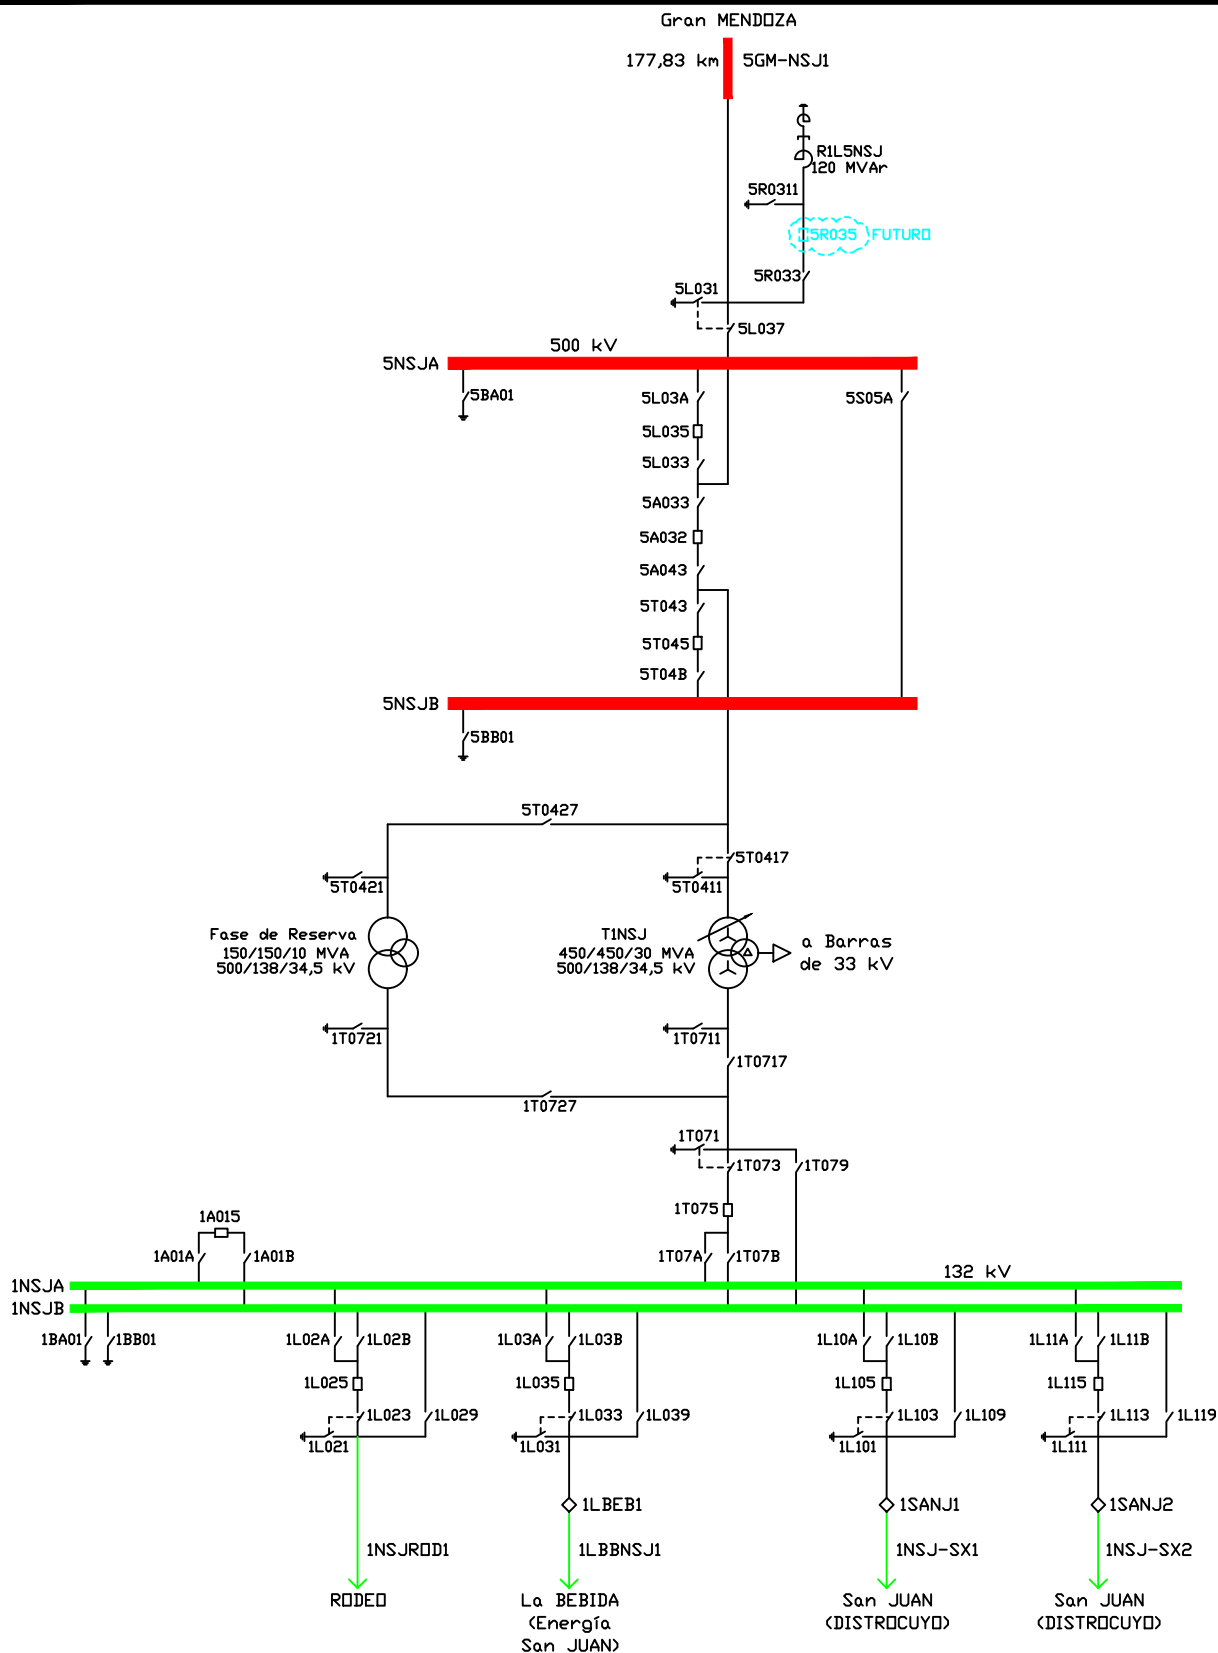 Gran MENDOZA
177,83 km
5GM-NSJ1
R1L5NSJ
120 MVAr
5R0311
5R035
FUTURO
5R033
5L031
5L037
500 kV
5NSJA
5BA01
5L03A
5S05A
5L035
5L033
5A033
5A032
5A043
5T043
5T045
5T04B
5NSJB
5BB01
5T0427
5T0417
5T0421
5T0411
Fase de Reserva
150/150/10 MVA
500/138/34,5 kV
T1NSJ
450/450/30 MVA
500/138/34,5 kV
a Barras
de 33 kV
1T0721
1T0711
1T0717
1T0727
1T071
1T073
1T079
1T075
1A015
1A01A
1A01B
1T07A
1T07B
132 kV
1NSJA
1NSJB
1BA01
1BB01
1L02A
1L02B
1L03A
1L03B
1L10A
1L10B
1L11A
1L11B
1L025
1L035
1L105
1L115
1L023
1L029
1L033
1L039
1L103
1L109
1L113
1L119
1L021
1L031
1L101
1L111
1LBEB1
1SANJ1
1SANJ2
1NSJROD1
1LBBNSJ1
1NSJ-SX1
1NSJ-SX2
RODEO
La BEBIDA
(Energía
San JUAN)
San JUAN
(DISTROCUYO)
San JUAN
(DISTROCUYO)